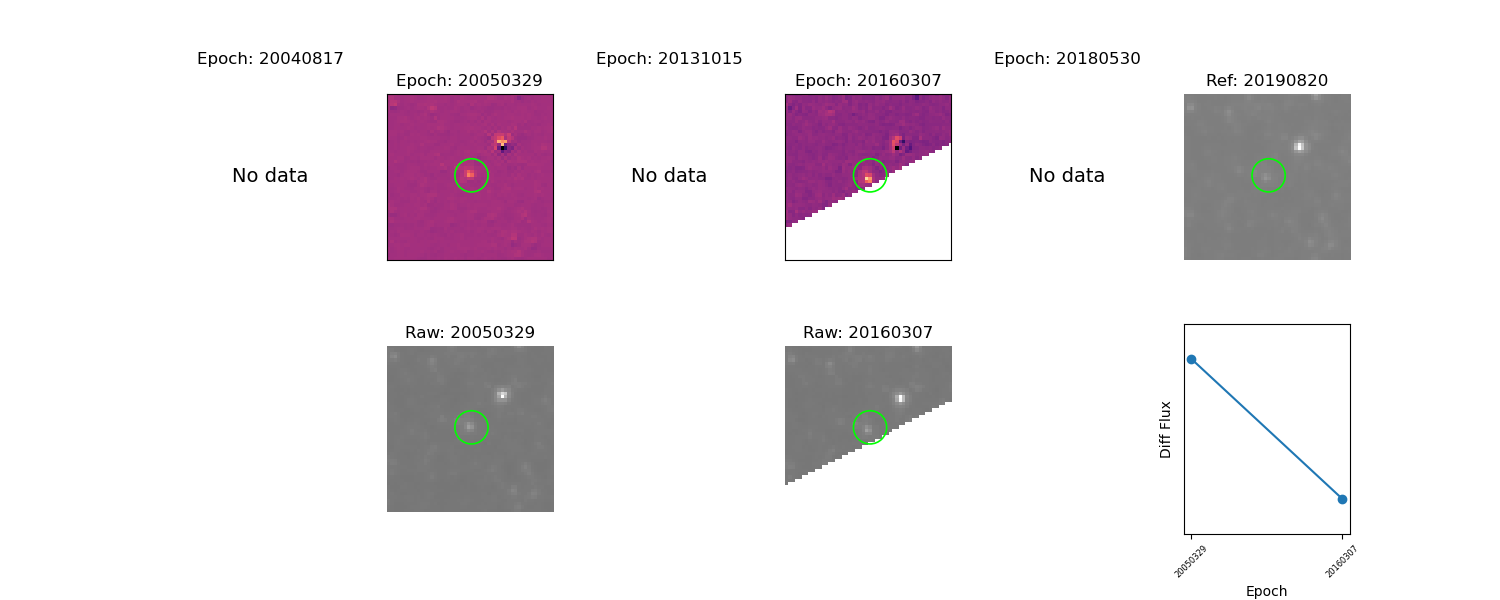 Epoch: 20040817
Epoch: 20131015
Epoch: 20180530
Epoch: 20050329
Epoch: 20160307
Ref: 20190820
No data
No data
No data
Raw: 20050329
Raw: 20160307
Diff Flux
20050329
20160307
Epoch